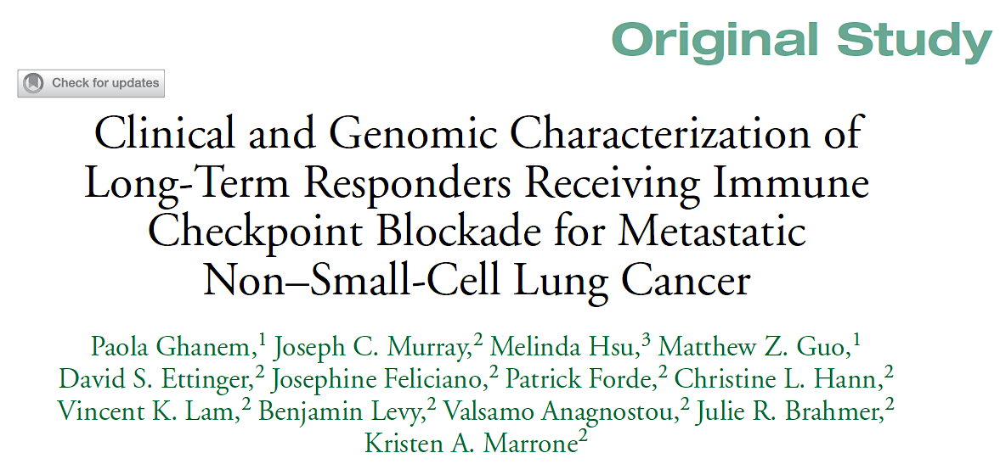 Original Study
Check for updates
Clinical and Genomic Characterization of
Long-Term Responders Receiving Immune
Checkpoint Blockade for Metastatic
Non–Small-Cell Lung Cancer
Paola Ghanem,¹ Joseph C. Murray,² Melinda Hsu,³ Matthew Z. Guo,¹
David S. Ettinger,² Josephine Feliciano,² Patrick Forde,² Christine L. Hann,²
Vincent K. Lam,² Benjamin Levy,² Valsamo Anagnostou,² Julie R. Brahmer,²
Kristen A. Marrone²